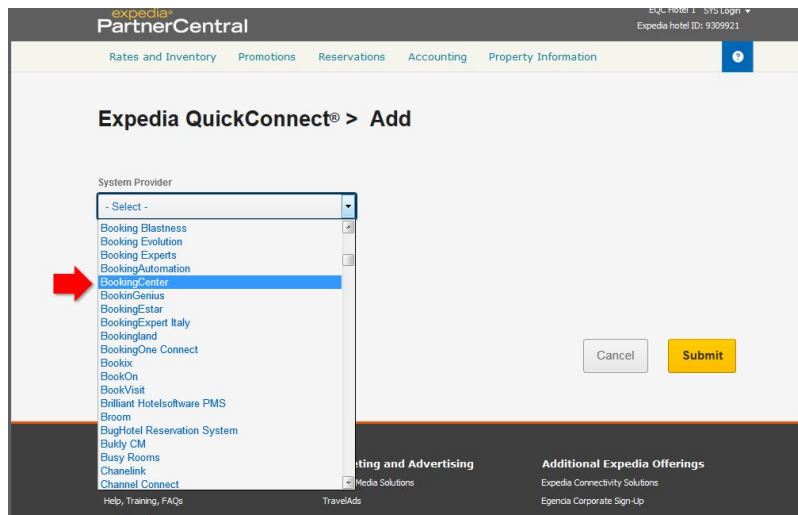 expedia®
PartnerCentral
EQC Hotel 1 SYS Login
Expedia hotel ID: 9309921
Rates and Inventory Promotions Reservations Accounting Property Information ?
Expedia QuickConnect® > Add
System Provider
- Select -
Booking Blastness
Booking Evolution
Booking Experts
BookingAutomation
BookingCenter
BookinGenius
BookingEstar
BookingExpert Italy
Bookingland
BookingOne Connect
Bookix
BookOn
BookVisit
Brilliant Hotelsoftware PMS
Broom
BugHotel Reservation System
Bukly CM
Busy Rooms
Chanelink
Channel Connect
Cancel Submit
eting and Advertising Additional Expedia Offerings
Media Solutions Expedia Connectivity Solutions
Help, Training, FAQs TravelAds Egencia Corporate Sign-Up